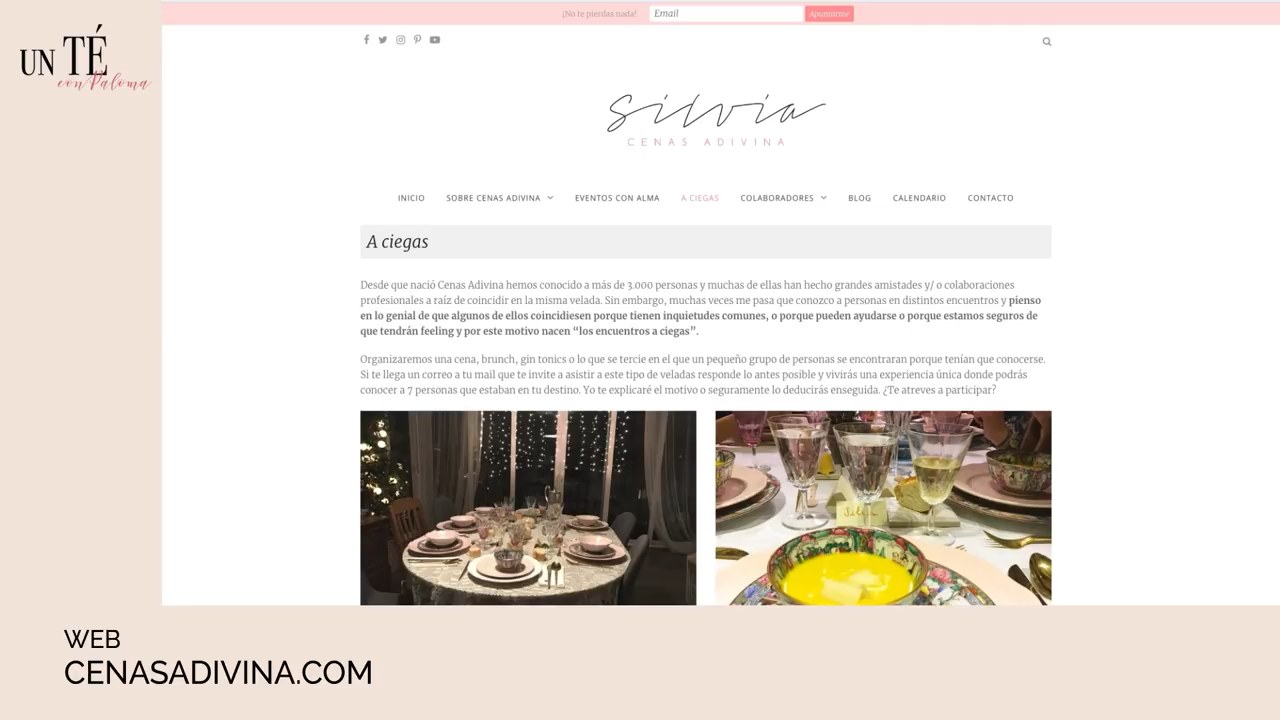 UN TÉ
con Paloma
¡No te pierdas nada!
Email
Apuntarme
Silvia
CENAS ADIVINA
INICIO
SOBRE CENAS ADIVINA
EVENTOS CON ALMA
A CIEGAS
COLABORADORES
BLOG
CALENDARIO
CONTACTO
A ciegas
Desde que nació Cenas Adivina hemos conocido a más de 3.000 personas y muchas de ellas han hecho grandes amistades y/ o colaboraciones
profesionales a raíz de coincidir en la misma velada. Sin embargo, muchas veces me pasa que conozco a personas en distintos encuentros y pienso
en lo genial de que algunos de ellos coincidiesen porque tienen inquietudes comunes, o porque pueden ayudarse o porque estamos seguros de
que tendrán feeling y por este motivo nacen “los encuentros a ciegas”.
Organizaremos una cena, brunch, gin tonics o lo que se tercie en el que un pequeño grupo de personas se encontraran porque tenían que conocerse.
Si te llega un correo a tu mail que te invite a asistir a este tipo de veladas responde lo antes posible y vivirás una experiencia única donde podrás
conocer a 7 personas que estaban en tu destino. Yo te explicaré el motivo o seguramente lo deducirás enseguida. ¿Te atreves a participar?
WEB
CENASADIVINA.COM